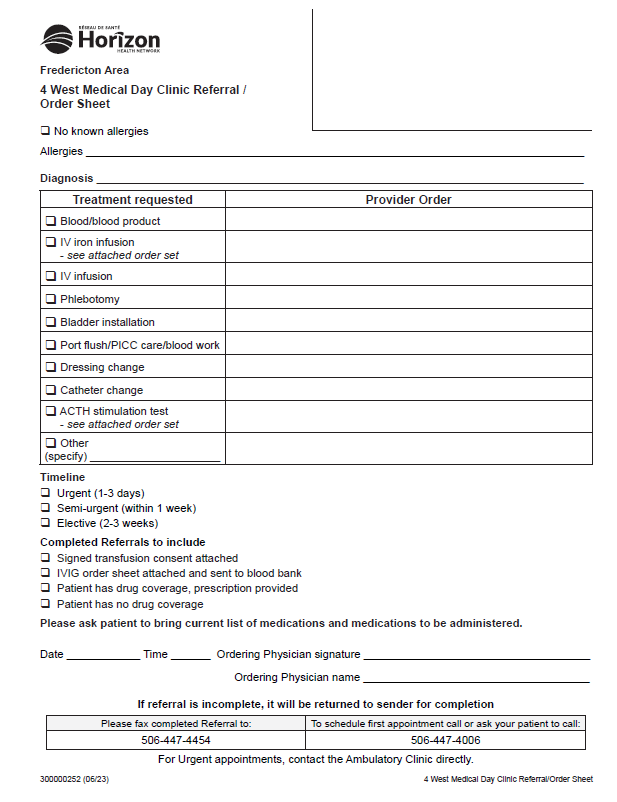 RÉSEAU DE SANTÉ
Horizon
HEALTH NETWORK
Fredericton Area
4 West Medical Day Clinic Referral /
Order Sheet
❏ No known allergies
Allergies
Diagnosis
Treatment requested Provider Order
❏ Blood/blood product
❏ IV iron infusion
- see attached order set
❏ IV infusion
❏ Phlebotomy
❏ Bladder installation
❏ Port flush/PICC care/blood work
❏ Dressing change
❏ Catheter change
❏ ACTH stimulation test
- see attached order set
❏ Other
(specify)
Timeline
❏ Urgent (1-3 days)
❏ Semi-urgent (within 1 week)
❏ Elective (2-3 weeks)
Completed Referrals to include
❏ Signed transfusion consent attached
❏ IVIG order sheet attached and sent to blood bank
❏ Patient has drug coverage, prescription provided
❏ Patient has no drug coverage
Please ask patient to bring current list of medications and medications to be administered.
Date Time Ordering Physician signature
Ordering Physician name
If referral is incomplete, it will be returned to sender for completion
Please fax completed Referral to: To schedule first appointment call or ask your patient to call:
506-447-4454 506-447-4006
For Urgent appointments, contact the Ambulatory Clinic directly.
300000252 (06/23) 4 West Medical Day Clinic Referral/Order Sheet